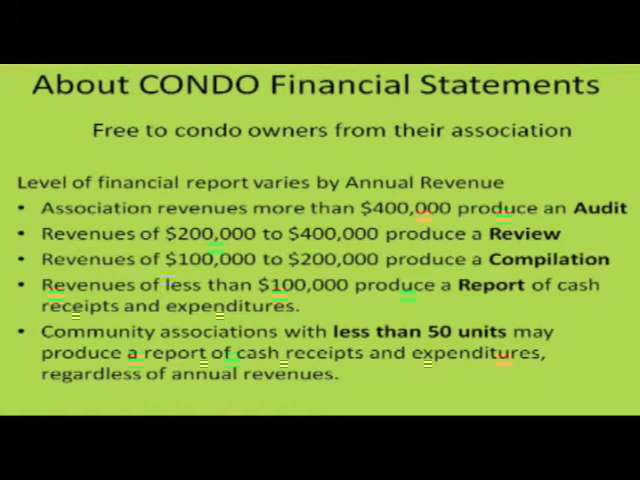 About CONDO Financial Statements
Free to condo owners from their association
Level of financial report varies by Annual Revenue
• Association revenues more than $400,000 produce an Audit
• Revenues of $200,000 to $400,000 produce a Review
• Revenues of $100,000 to $200,000 produce a Compilation
• Revenues of less than $100,000 produce a Report of cash
receipts and expenditures.
• Community associations with less than 50 units may
produce a report of cash receipts and expenditures,
regardless of annual revenues.